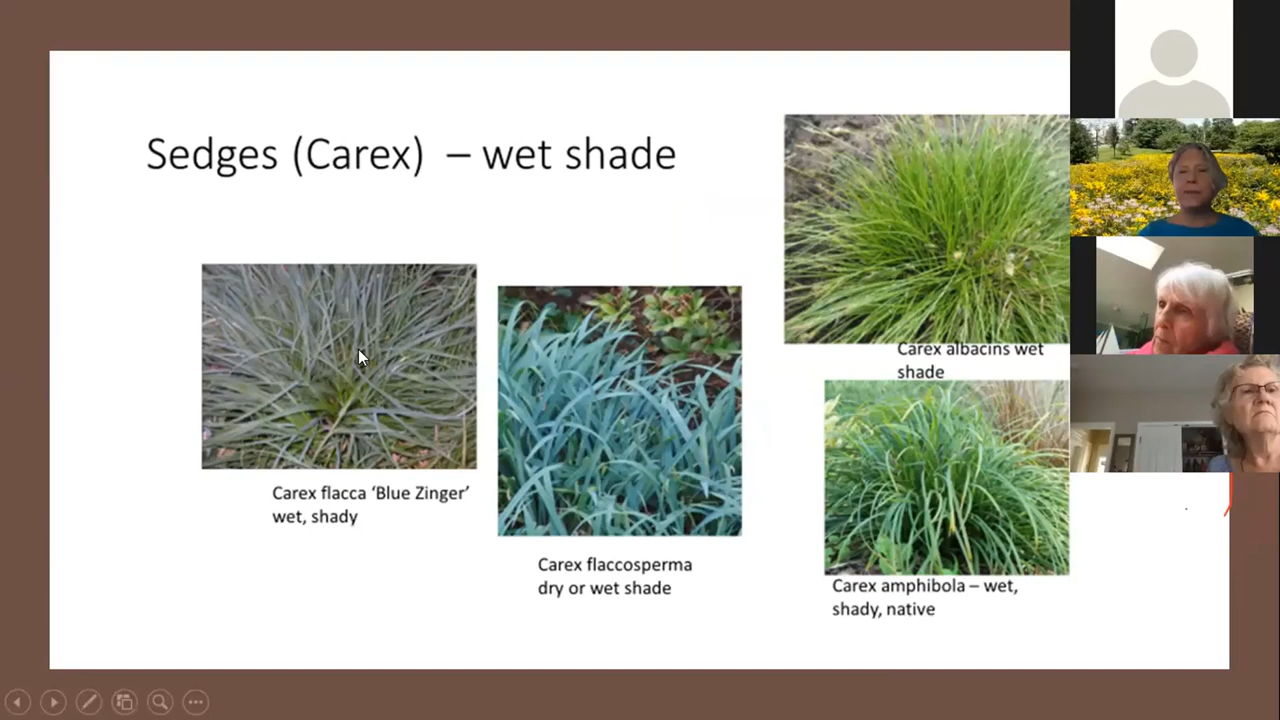 Sedges (Carex) – wet shade
Carex albacins wet
shade
Carex flacca ‘Blue Zinger’
wet, shady
Carex flaccosperma
dry or wet shade
Carex amphibola – wet,
shady, native